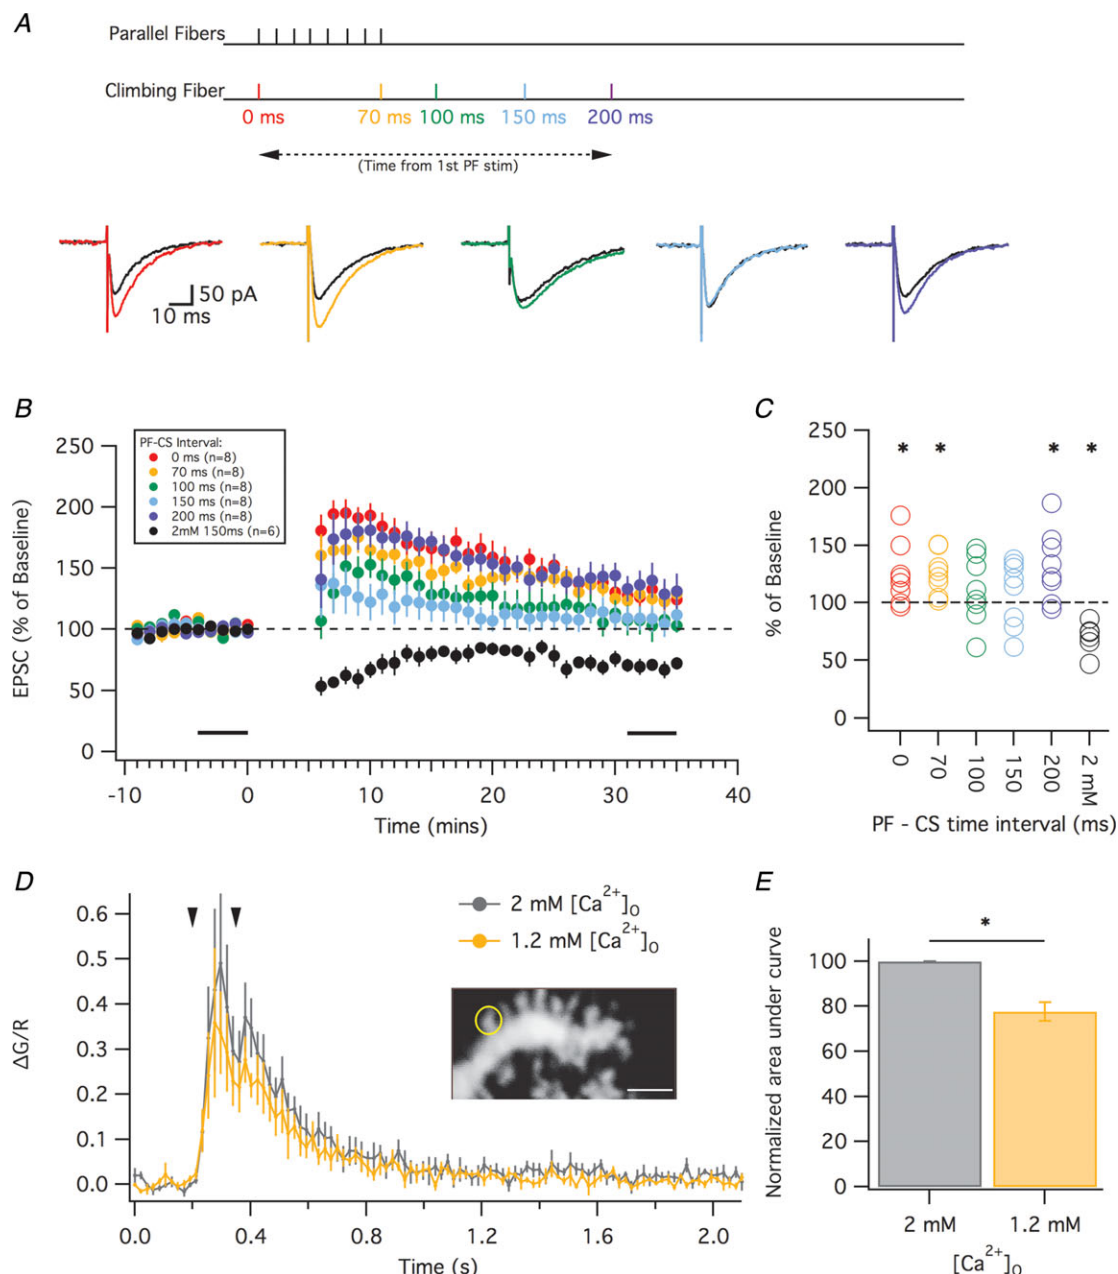 A
Parallel Fibers
Climbing Fiber
0 ms 70 ms 100 ms 150 ms 200 ms
(Time from 1st PF stim)
50 pA
10 ms
B
EPSC (% of Baseline)
250
200
150
100
50
0
PF-CS Interval:
0 ms (n=8)
70 ms (n=8)
100 ms (n=8)
150 ms (n=8)
200 ms (n=8)
2mM 150ms (n=6)
-10 0 10 20 30 40
Time (mins)
C
% of Baseline
250
200
150
100
50
0
* * * *
0 70 100 150 200 2 mM
PF - CS time interval (ms)
D
ΔG/R
0.6
0.5
0.4
0.3
0.2
0.1
0.0
2 mM [Ca2+]O
1.2 mM [Ca2+]O
0.0 0.4 0.8 1.2 1.6 2.0
Time (s)
E
Normalized area under curve
100
80
60
40
20
0
*
2 mM 1.2 mM
[Ca2+]O